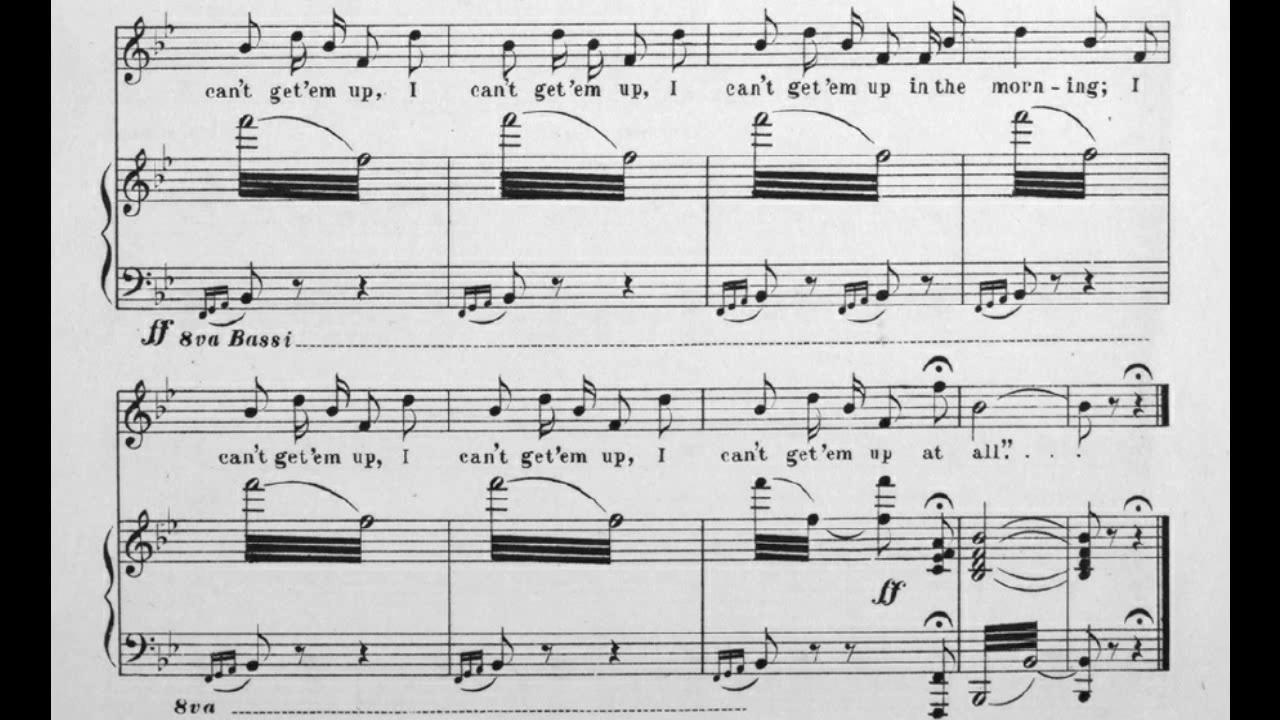 can't get 'em up, I can't get 'em up, I can't get 'em up in the morn-ing; I
ff 8va Bassi
can't get 'em up, I can't get 'em up, I can't get 'em up at all." . . .
ff
8va